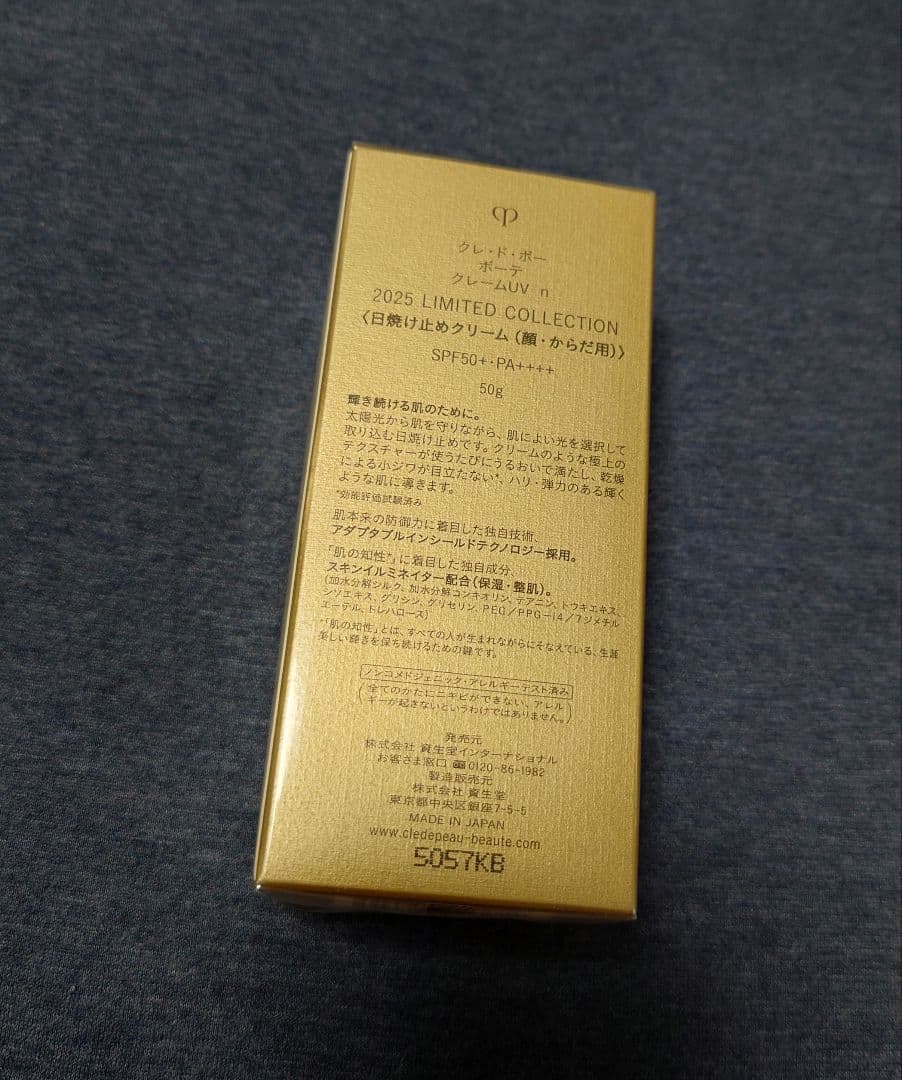 クレ・ド・ポー
ボーテ
クレームUV n
2025 LIMITED COLLECTION
〈日焼け止めクリーム（顔・からだ用）〉
SPF50+・PA++++
50g
輝き続ける肌のために。
太陽光から肌を守りながら、肌によい光を選択して
取り込む日焼け止めです。クリームのような極上の
テクスチャーが使うたびにうるおいで満たし、乾燥
による小ジワが目立たない*、ハリ・弾力のある輝く
ような肌に導きます。
*効能評価試験済み
肌本来の防御力に着目した独自技術、
アダプタブルインシールドテクノロジー採用。
「肌の知性*」に着目した独自成分、
スキンイルミネイター配合（保湿・整肌）。
（加水分解シルク、加水分解コンキオリン、テアニン、トウキエキス、
シソエキス、グリシン、グリセリン、PEG／PPG－14／7ジメチル
エーテル、トレハロース）
*「肌の知性」とは、すべての人が生まれながらにそなえている、生涯
美しい輝きを保ち続けるための鍵です。
ノンコメドジェニック・アレルギーテスト済み
（全てのかたにニキビができない、アレル
ギーが起きないというわけではありません。）
発売元
株式会社 資生堂インターナショナル
お客さま窓口 0120-86-1982
製造販売元
株式会社 資生堂
東京都中央区銀座7-5-5
MADE IN JAPAN
www.cledepeau-beaute.com
5057KB